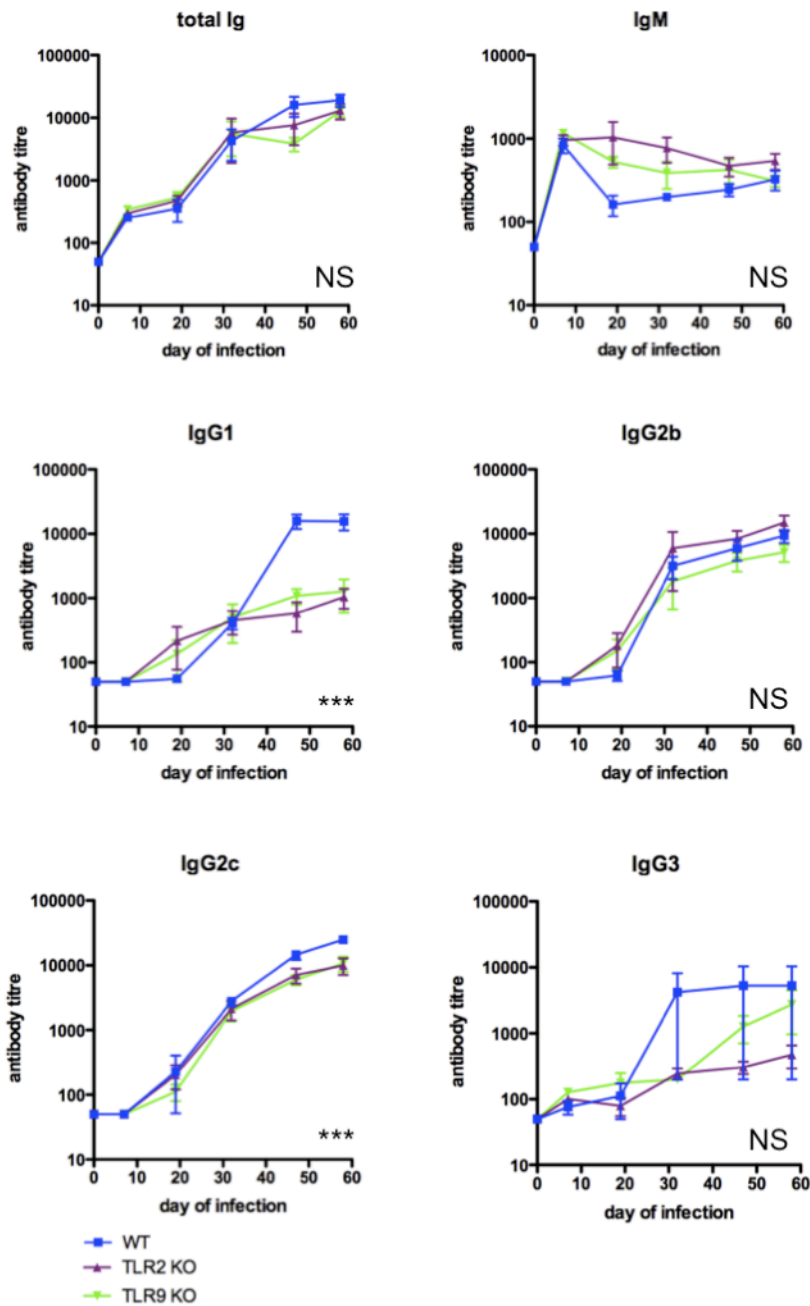 total Ig
100000
10000
1000
100
10
antibody titre
0 10 20 30 40 50 60
day of infection
NS
IgM
10000
1000
100
10
antibody titre
0 10 20 30 40 50 60
day of infection
NS
IgG1
100000
10000
1000
100
10
antibody titre
0 10 20 30 40 50 60
day of infection
***
IgG2b
100000
10000
1000
100
10
antibody titre
0 10 20 30 40 50 60
day of infection
NS
IgG2c
100000
10000
1000
100
10
antibody titre
0 10 20 30 40 50 60
day of infection
***
IgG3
100000
10000
1000
100
10
antibody titre
0 10 20 30 40 50 60
day of infection
NS
WT
TLR2 KO
TLR9 KO